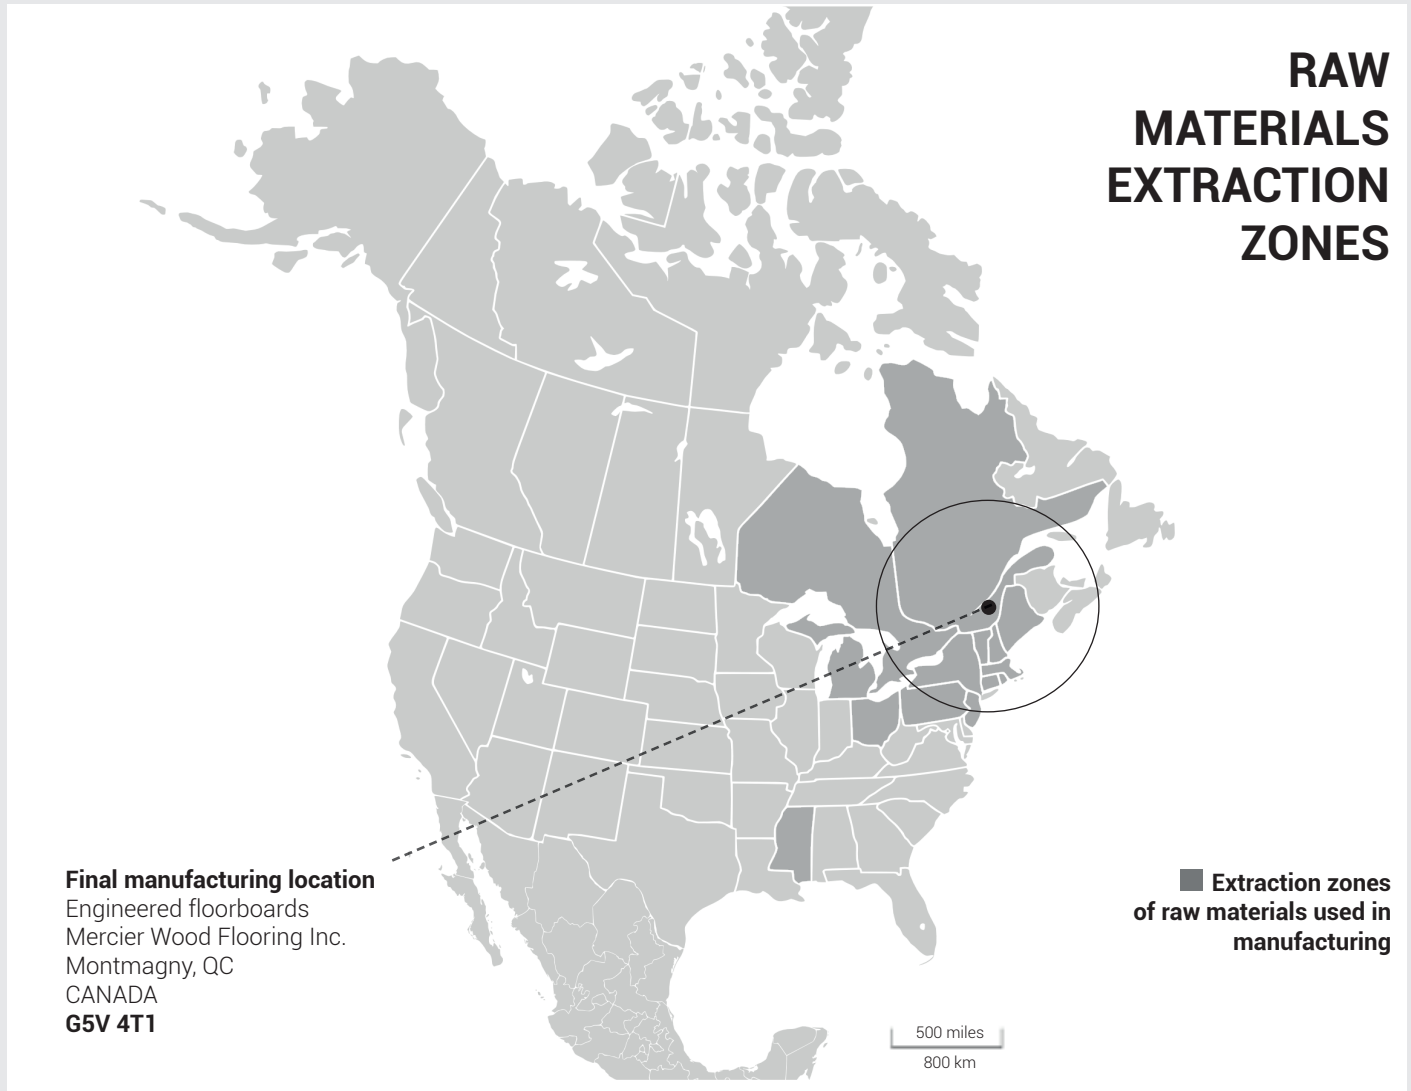 RAW
MATERIALS
EXTRACTION
ZONES
Final manufacturing location
Engineered floorboards
Mercier Wood Flooring Inc.
Montmagny, QC
CANADA
G5V 4T1
Extraction zones
of raw materials used in
manufacturing
500 miles
800 km